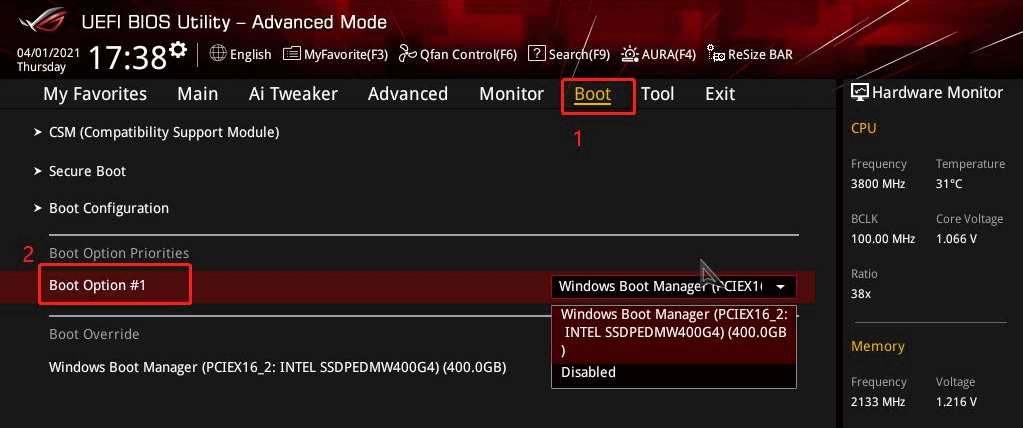 UEFI BIOS Utility – Advanced Mode
04/01/2021
Thursday
17:38
English
MyFavorite(F3)
Qfan Control(F6)
Search(F9)
AURA(F4)
ReSize BAR
My Favorites
Main
Ai Tweaker
Advanced
Monitor
Boot
Tool
Exit
1
CSM (Compatibility Support Module)
Secure Boot
Boot Configuration
2
Boot Option Priorities
Boot Option #1
Windows Boot Manager (PCIEX1
Windows Boot Manager (PCIEX16_2:
INTEL SSDPEDMW400G4) (400.0GB
)
Disabled
Boot Override
Windows Boot Manager (PCIEX16_2: INTEL SSDPEDMW400G4) (400.0GB)
Hardware Monitor
CPU
Frequency
Temperature
3800 MHz
31°C
BCLK
Core Voltage
100.00 MHz
1.066 V
Ratio
38x
Memory
Frequency
Voltage
2133 MHz
1.216 V